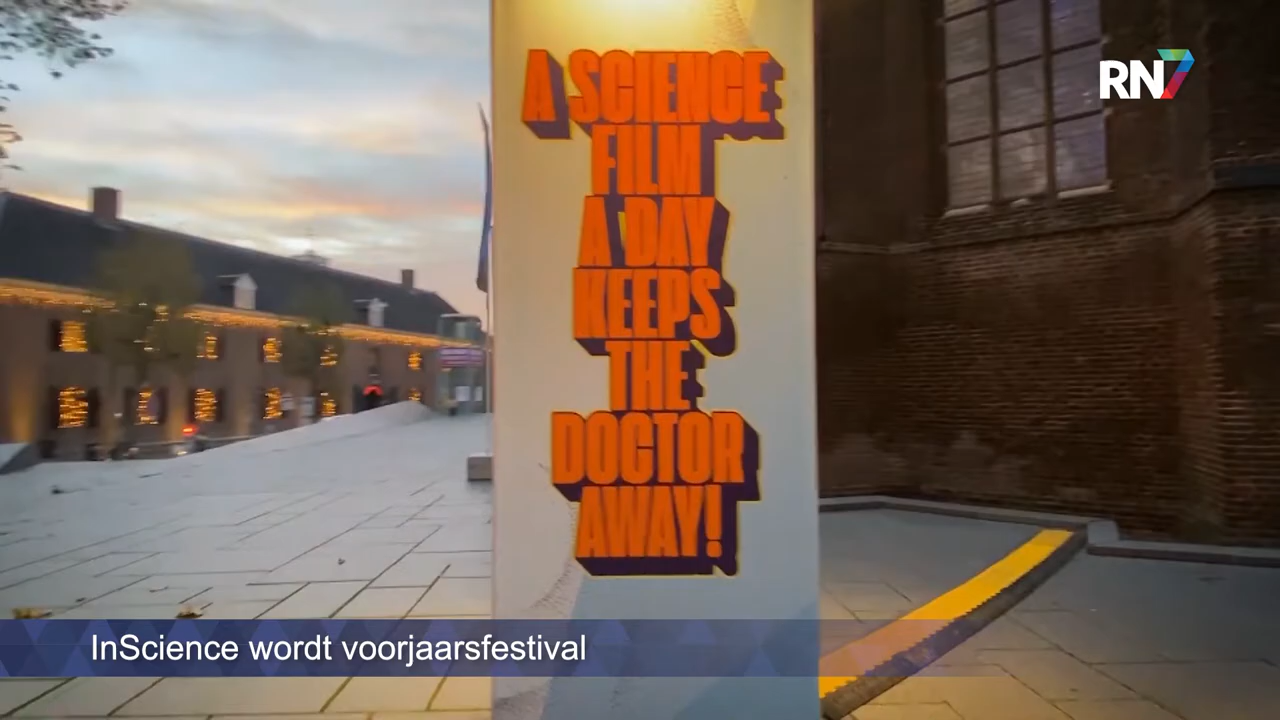 RN7
A SCIENCE
FILM
A DAY
KEEPS
THE
DOCTOR
AWAY!
InScience wordt voorjaarsfestival